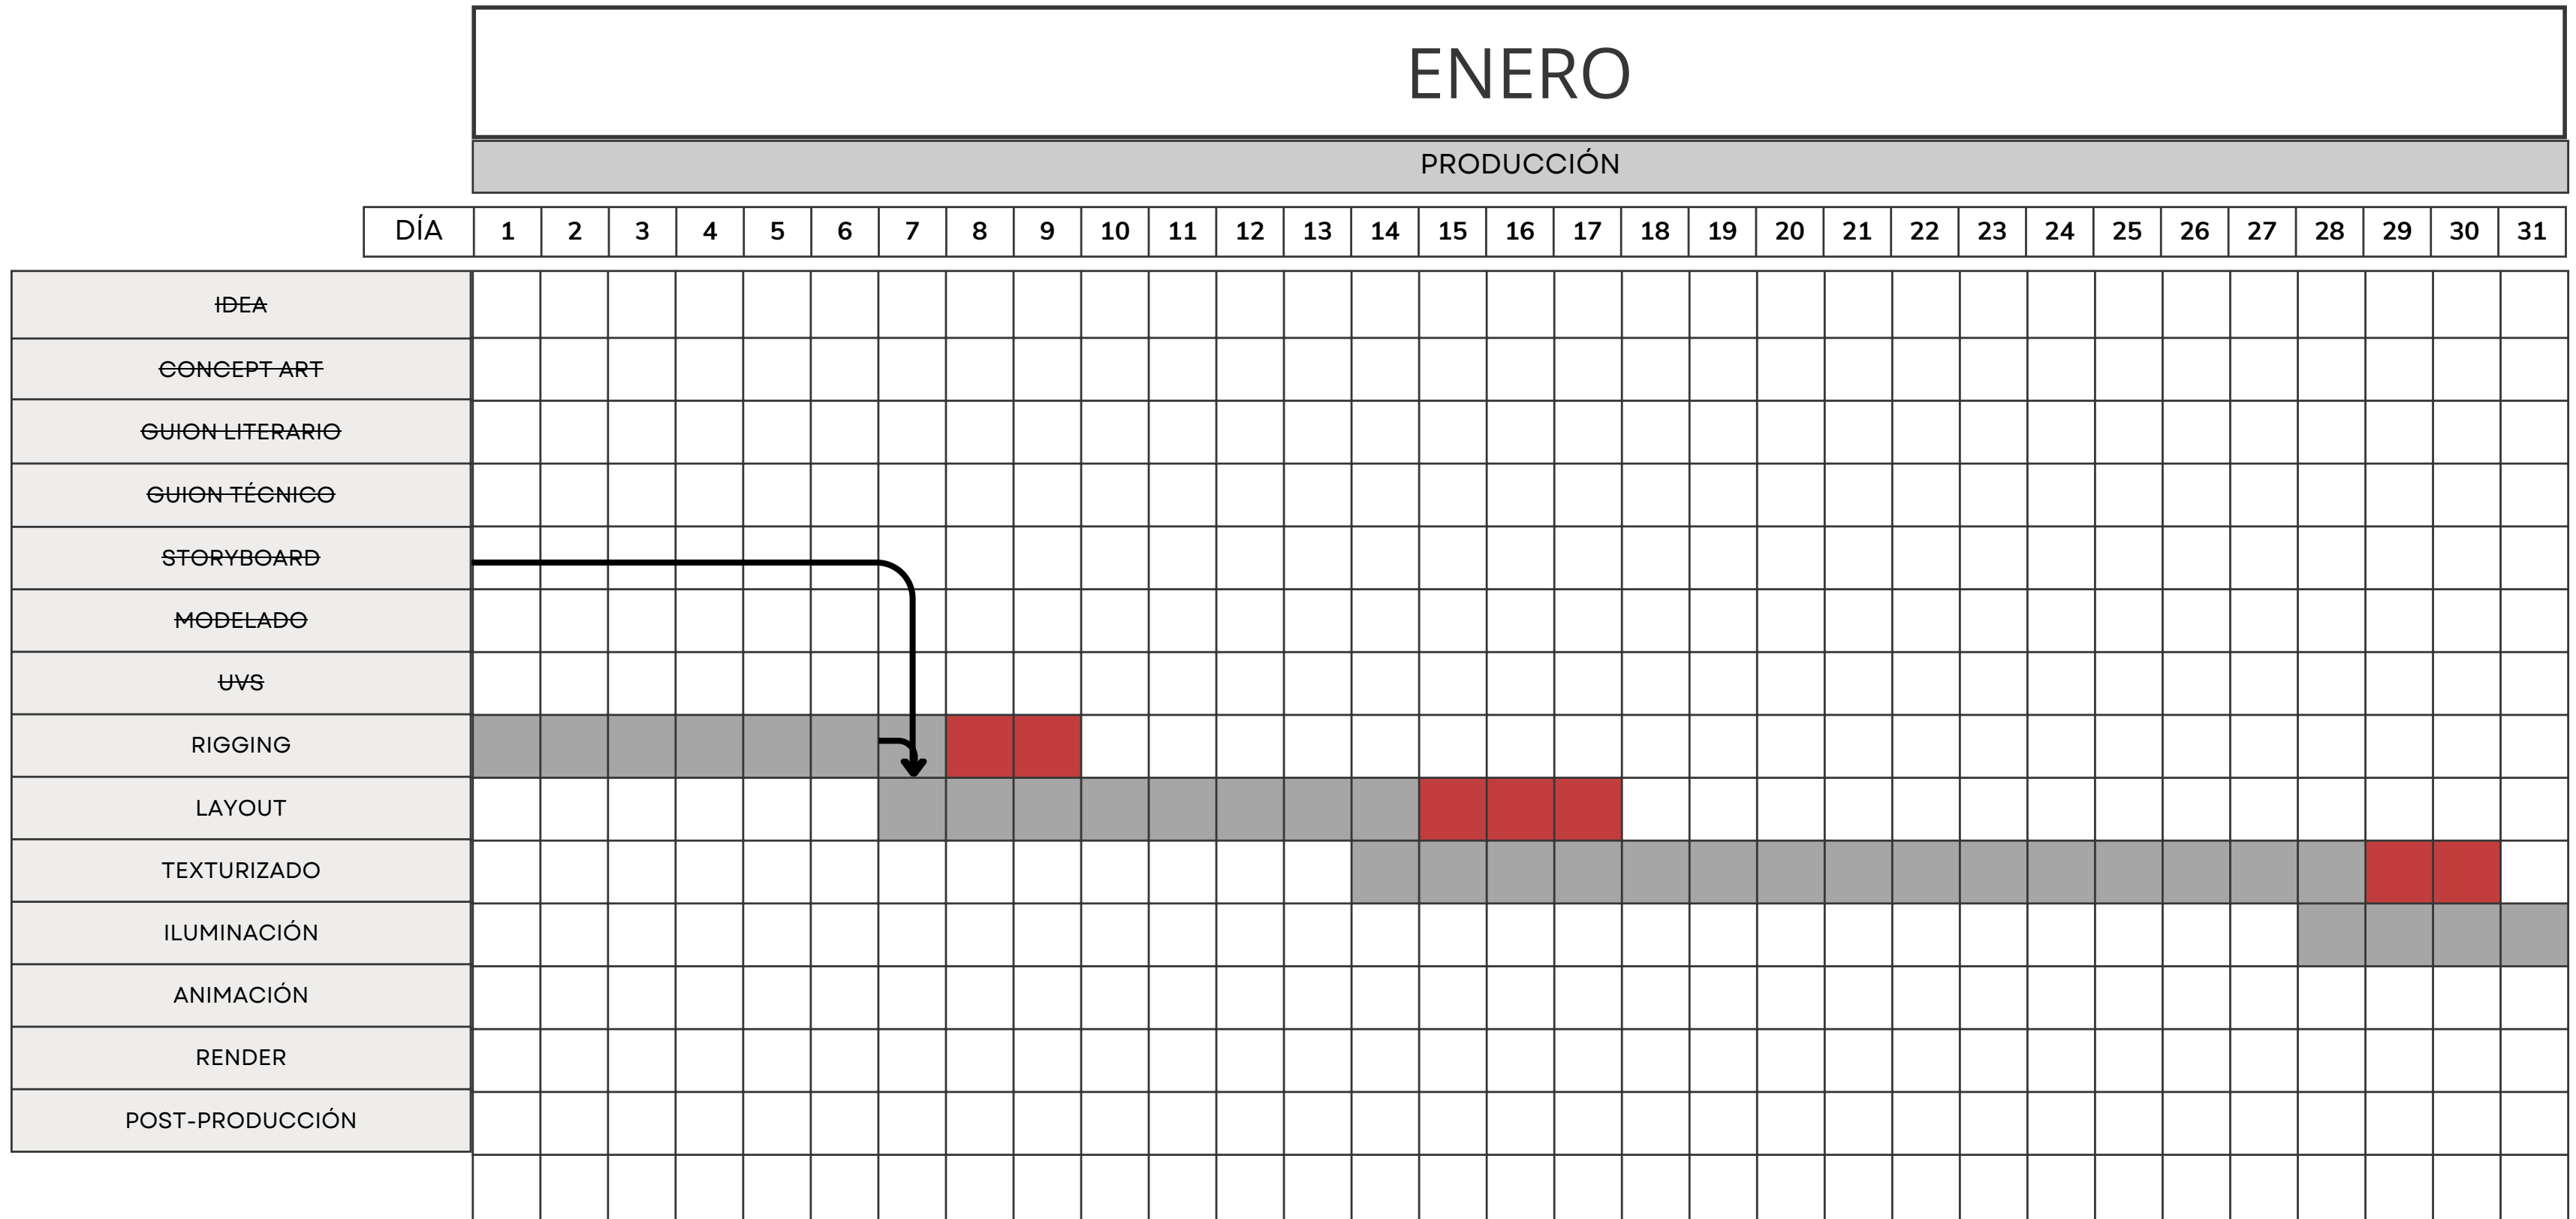 ENERO
PRODUCCIÓN
DÍA 1 2 3 4 5 6 7 8 9 10 11 12 13 14 15 16 17 18 19 20 21 22 23 24 25 26 27 28 29 30 31
IDEA
CONCEPT ART
GUION LITERARIO
GUION TÉCNICO
STORYBOARD
MODELADO
UVS
RIGGING
LAYOUT
TEXTURIZADO
ILUMINACIÓN
ANIMACIÓN
RENDER
POST-PRODUCCIÓN